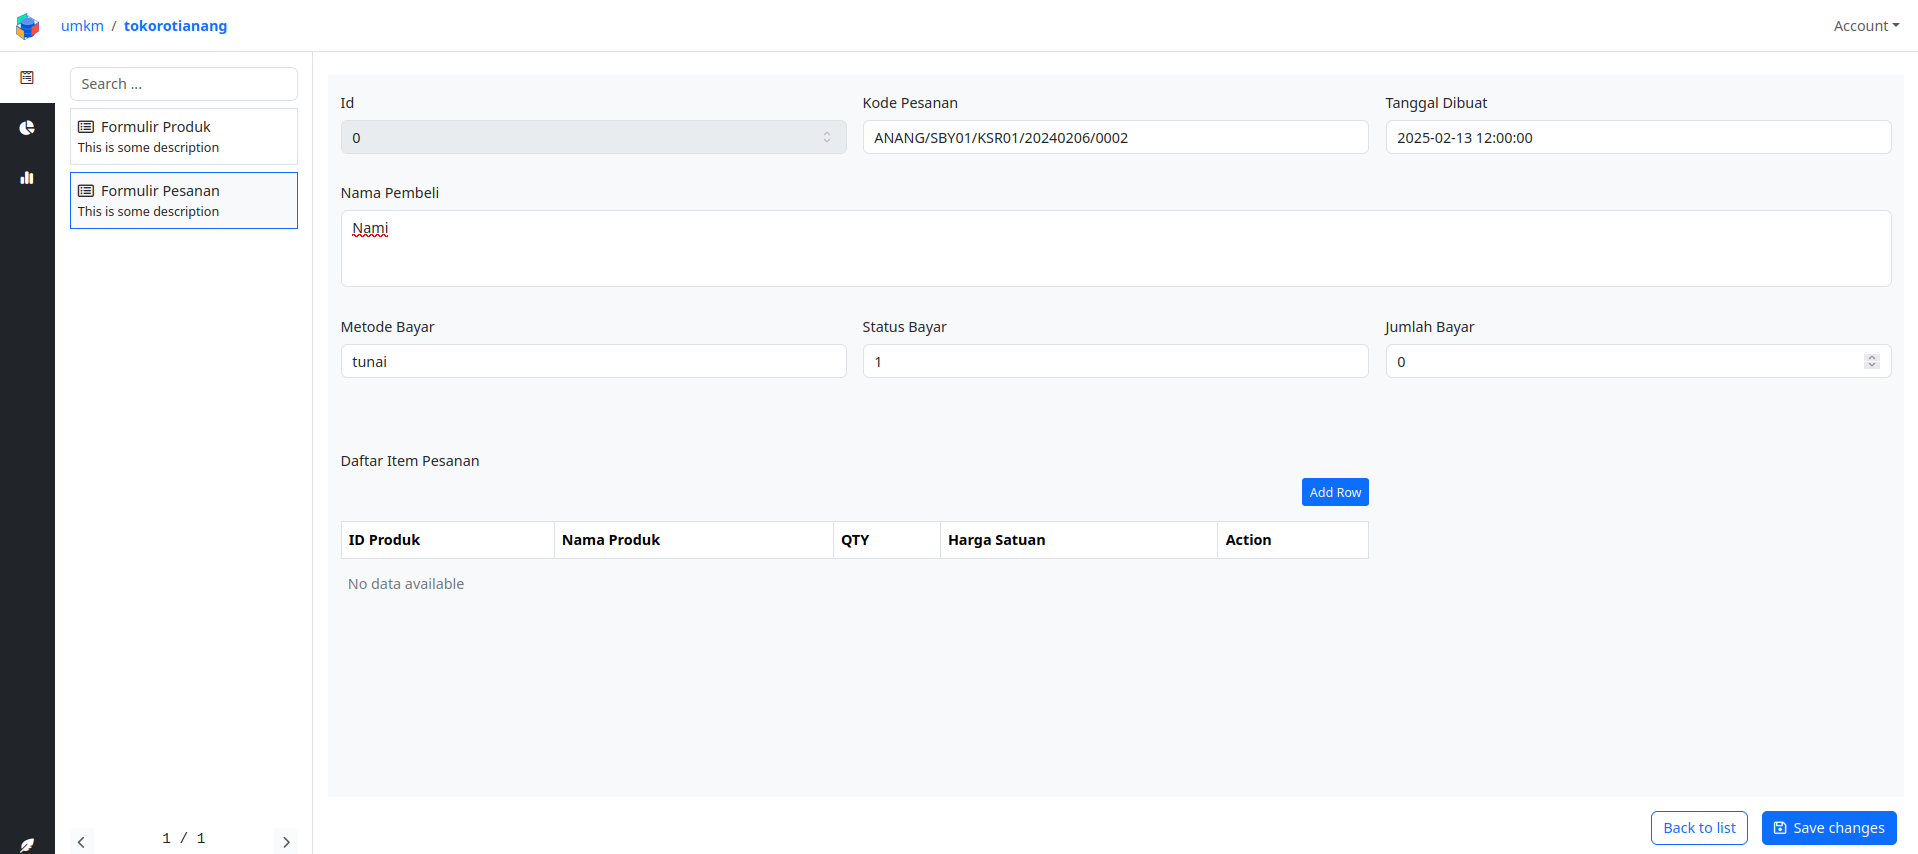 umkm / tokorotianang
Account
Search ...
Formulir Produk
This is some description
Formulir Pesanan
This is some description
Id
Kode Pesanan
Tanggal Dibuat
0
ANANG/SBY01/KSR01/20240206/0002
2025-02-13 12:00:00
Nama Pembeli
Nami
Metode Bayar
Status Bayar
Jumlah Bayar
tunai
1
0
Daftar Item Pesanan
Add Row
ID Produk
Nama Produk
QTY
Harga Satuan
Action
No data available
1 / 1
Back to list
Save changes